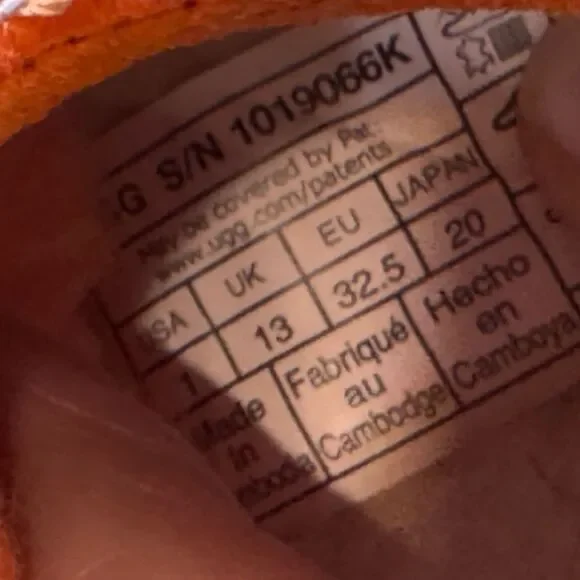 .G S/N 1019066K
May be covered by Pat.
www.ugg.com/patents
USA UK EU JAPAN
1 13 32.5 20
Made Fabriqué Hecho
in au en
Cambodge Camboya